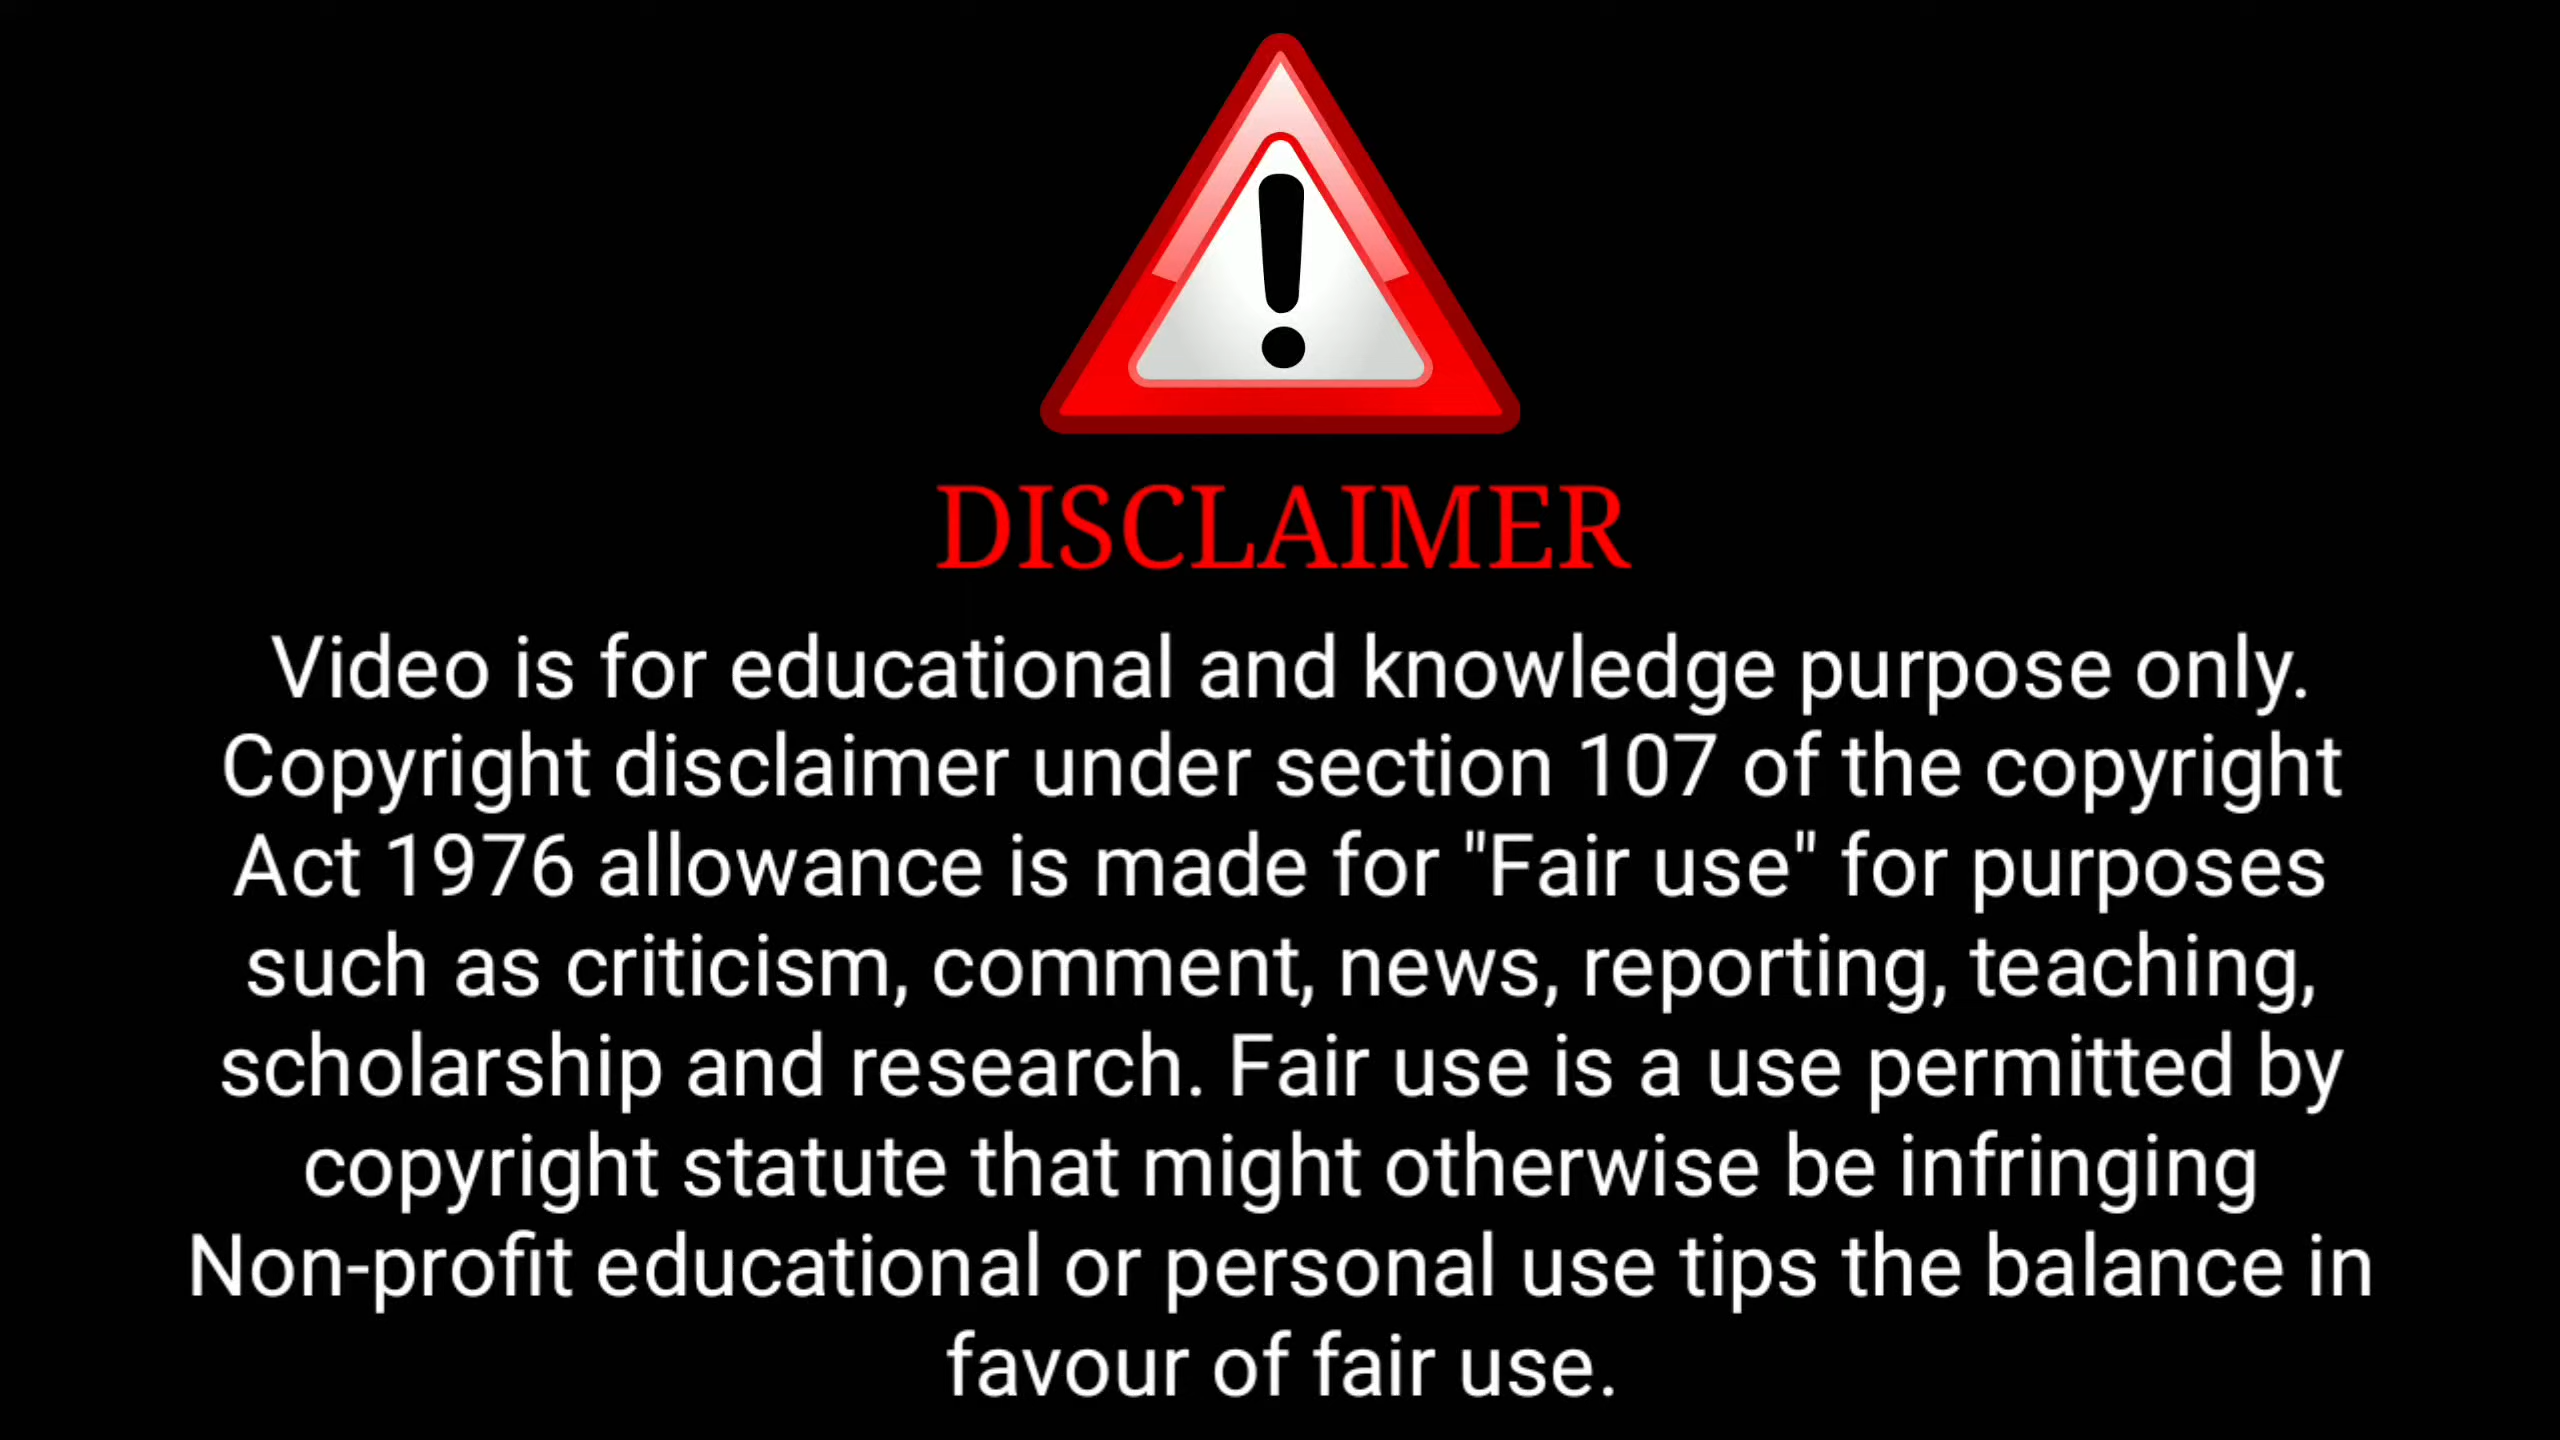 DISCLAIMER
Video is for educational and knowledge purpose only.
Copyright disclaimer under section 107 of the copyright
Act 1976 allowance is made for "Fair use" for purposes
such as criticism, comment, news, reporting, teaching,
scholarship and research. Fair use is a use permitted by
copyright statute that might otherwise be infringing
Non-profit educational or personal use tips the balance in
favour of fair use.